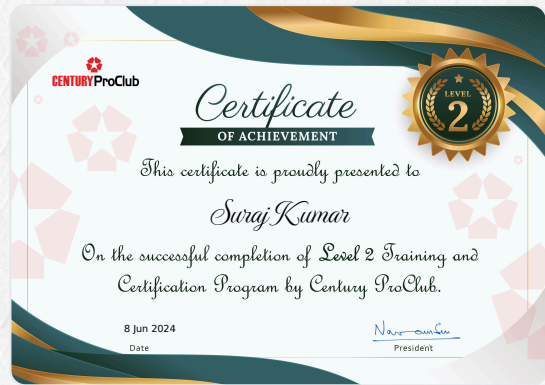 CENTURY ProClub
Certificate
OF ACHIEVEMENT
LEVEL
2
This certificate is proudly presented to
Suraj Kumar
On the successful completion of Level 2 Training and
Certification Program by Century ProClub.
8 Jun 2024
Date
President